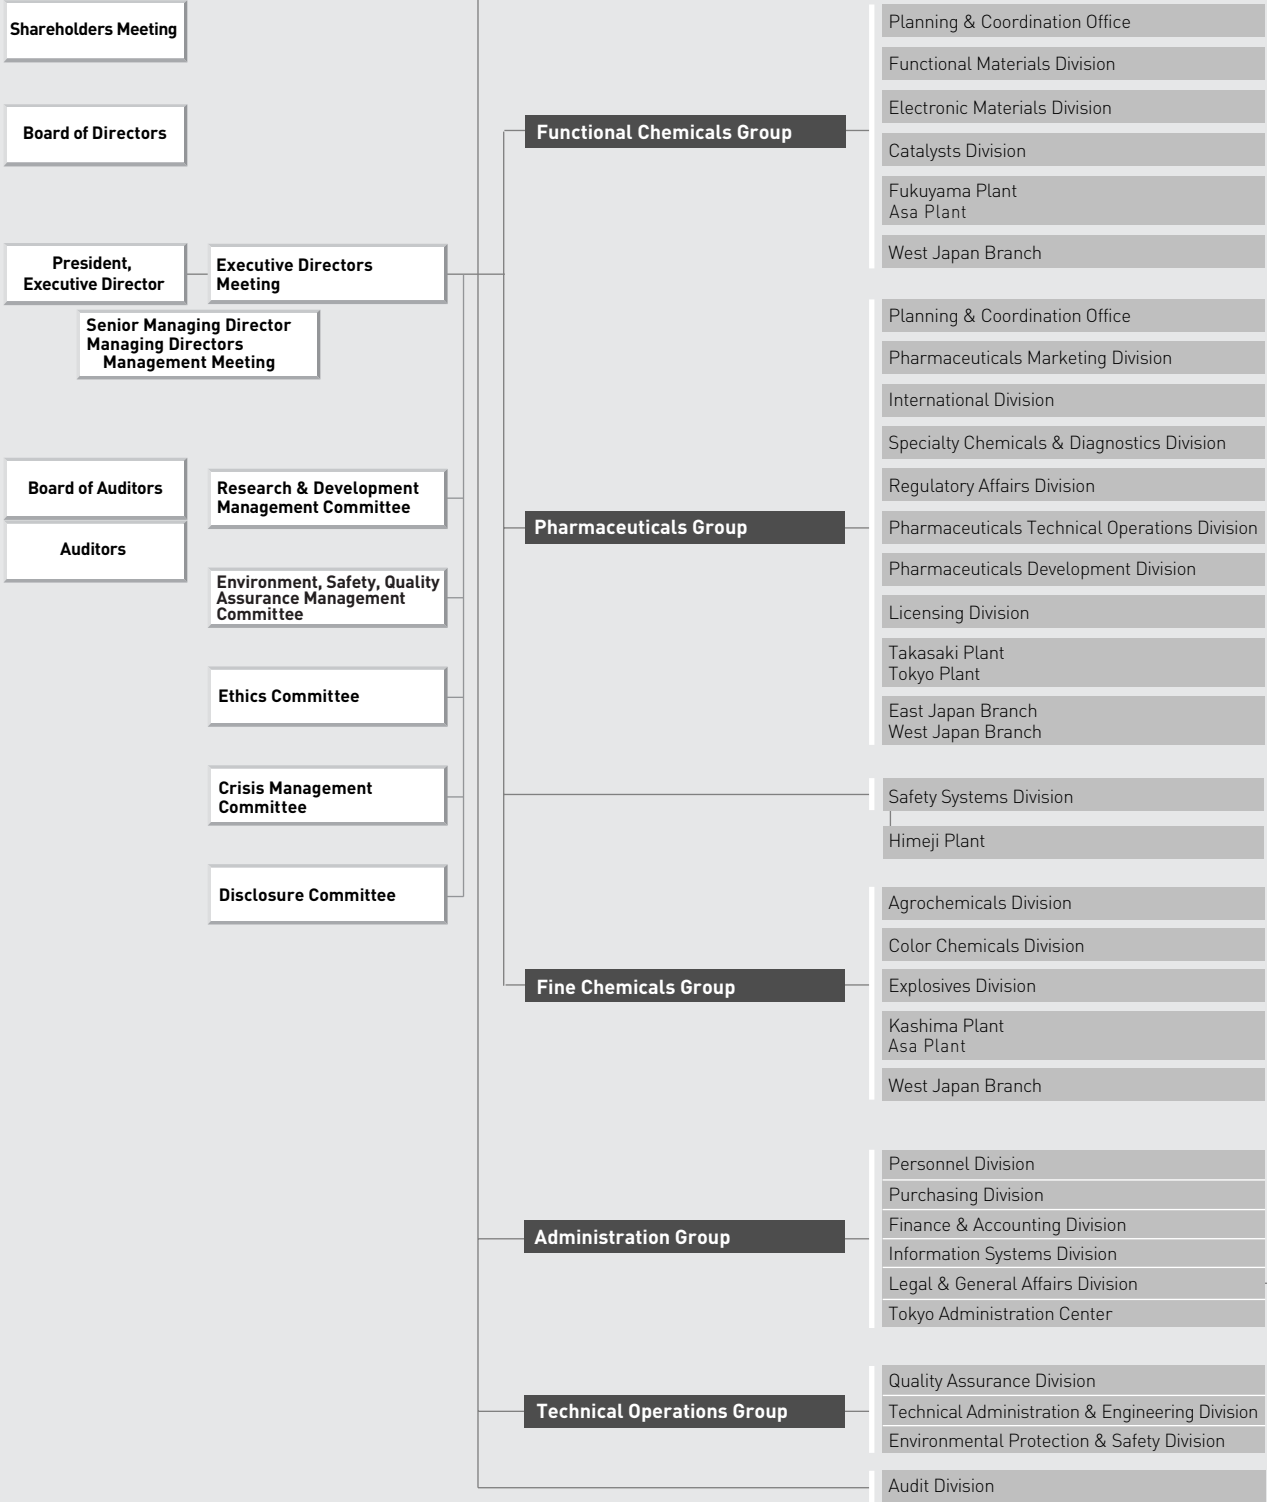 Shareholders Meeting
Board of Directors
President,
Executive Director
Executive Directors
Meeting
Senior Managing Director
Managing Directors
Management Meeting
Board of Auditors
Auditors
Research & Development
Management Committee
Environment, Safety, Quality
Assurance Management
Committee
Ethics Committee
Crisis Management
Committee
Disclosure Committee
Functional Chemicals Group
Planning & Coordination Office
Functional Materials Division
Electronic Materials Division
Catalysts Division
Fukuyama Plant
Asa Plant
West Japan Branch
Pharmaceuticals Group
Planning & Coordination Office
Pharmaceuticals Marketing Division
International Division
Specialty Chemicals & Diagnostics Division
Regulatory Affairs Division
Pharmaceuticals Technical Operations Division
Pharmaceuticals Development Division
Licensing Division
Takasaki Plant
Tokyo Plant
East Japan Branch
West Japan Branch
Safety Systems Division
Himeji Plant
Fine Chemicals Group
Agrochemicals Division
Color Chemicals Division
Explosives Division
Kashima Plant
Asa Plant
West Japan Branch
Administration Group
Personnel Division
Purchasing Division
Finance & Accounting Division
Information Systems Division
Legal & General Affairs Division
Tokyo Administration Center
Technical Operations Group
Quality Assurance Division
Technical Administration & Engineering Division
Environmental Protection & Safety Division
Audit Division